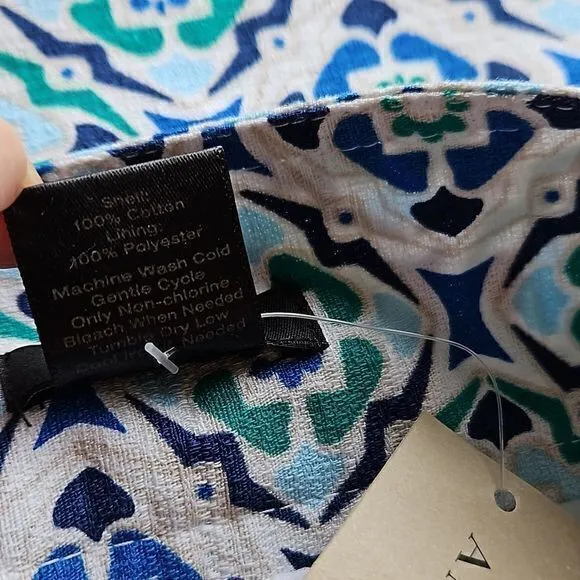 Shell:
100% Cotton
Lining:
100% Polyester
Machine Wash Cold
Gentle Cycle
Only Non-chlorine
Bleach When Needed
Tumble Dry Low
Needed
A